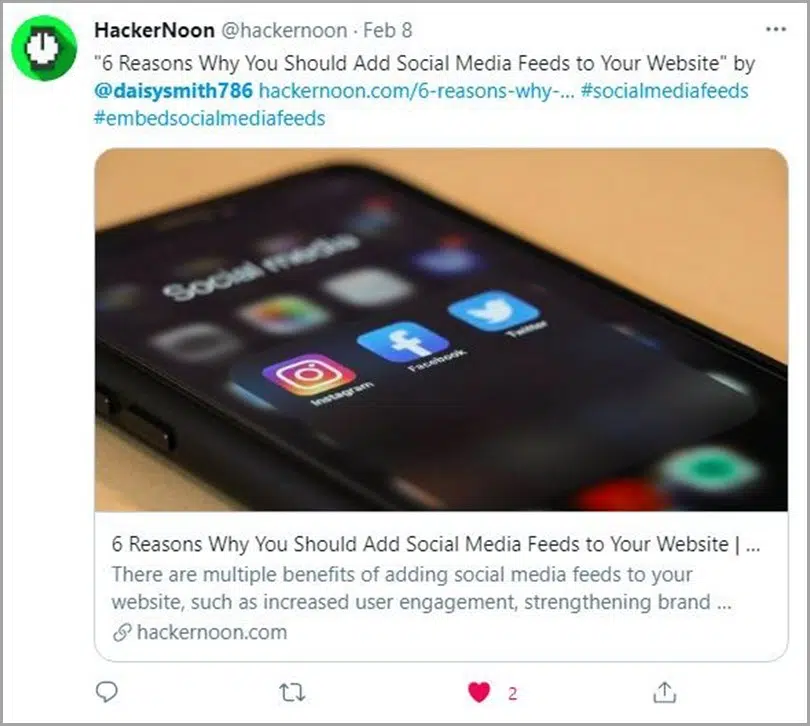 HackerNoon @hackernoon · Feb 8
"6 Reasons Why You Should Add Social Media Feeds to Your Website" by
@daisysmith786 hackernoon.com/6-reasons-why-... #socialmediafeeds
#embedsocialmediafeeds
Social media
Twitter
Facebook
Instagram
6 Reasons Why You Should Add Social Media Feeds to Your Website | ...
There are multiple benefits of adding social media feeds to your
website, such as increased user engagement, strengthening brand ...
hackernoon.com
2